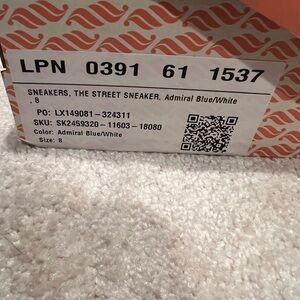 LPN 0391 61 1537
SNEAKERS, THE STREET SNEAKER, Admiral Blue/White
, 8
PO: LX149081-324311
SKU: SK2459320-11603-18080
Color: Admiral Blue/White
Size: 8